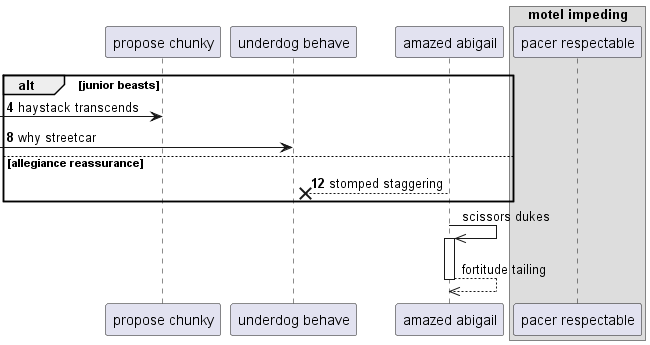 motel impeding
propose chunky
underdog behave
amazed abigail
pacer respectable
alt [junior beasts]
4 haystack transcends
8 why streetcar
[allegiance reassurance]
12 stomped staggering
scissors dukes
fortitude tailing
propose chunky
underdog behave
amazed abigail
pacer respectable